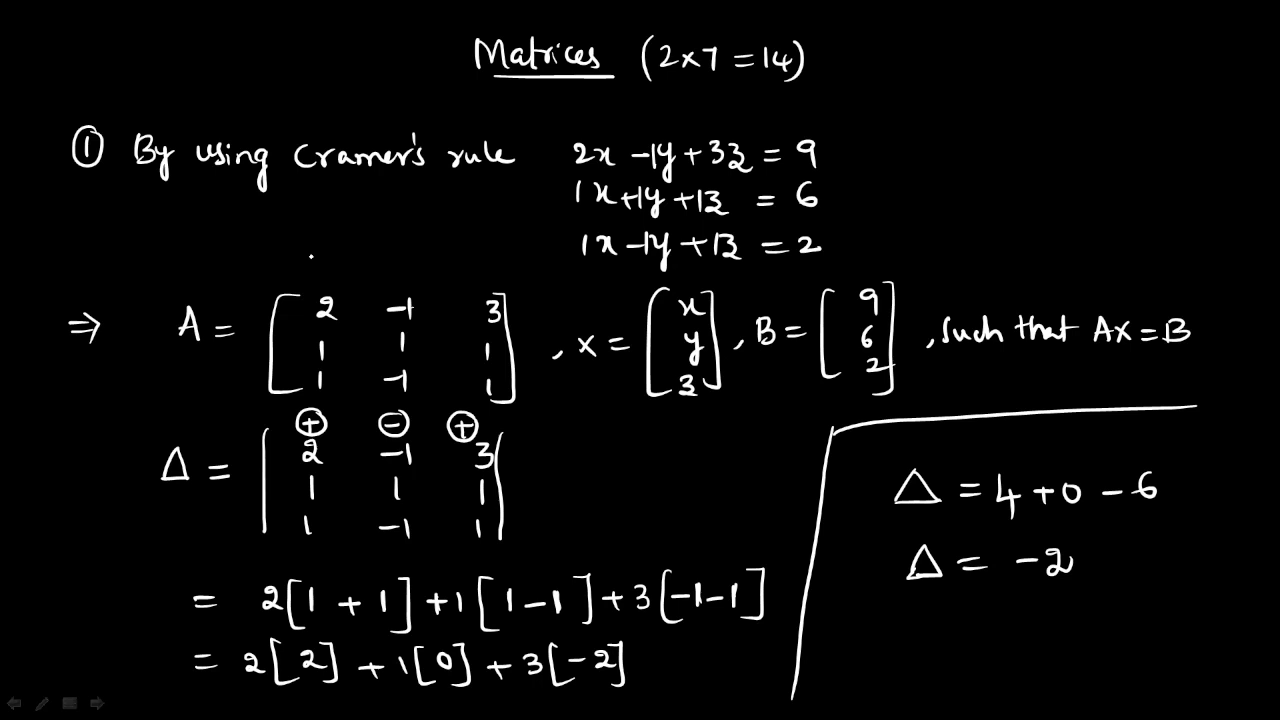 Matrices (2x7 = 14)
① By using Cramer's rule 2x -1y + 3z = 9
1x +1y +1z = 6
1x -1y +1z = 2
⇒ A = [2 -1 3 , x = [x , B = [9 , such that AX = B
1 1 1 y 6
1 -1 1] z] 2]
⊕ ⊖ ⊕
Δ = | 2 -1 3 |
1 1 1
1 -1 1
= 2[1 + 1] +1[1 - 1] +3[-1-1]
= 2[2] +1[0] +3[-2]
Δ = 4 +0 -6
Δ = -2